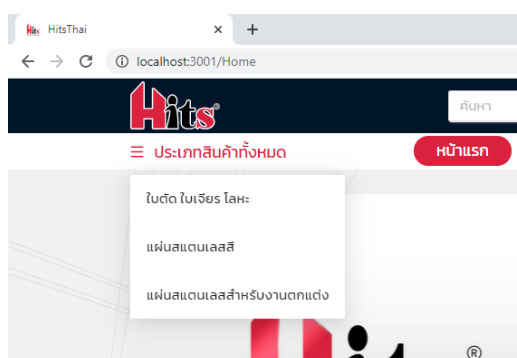 Hits HitsThai
localhost:3001/Home
Hits®
ค้นหา
ประเภทสินค้าทั้งหมด
หน้าแรก
ใบตัด ใบเจียร โลหะ
แผ่นสแตนเลสสี
แผ่นสแตนเลสสำหรับงานตกแต่ง
®